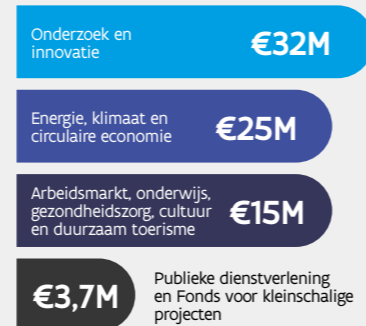 Onderzoek en
innovatie
€32M
Energie, klimaat en
circulaire economie
€25M
Arbeidsmarkt, onderwijs,
gezondheidszorg, cultuur
en duurzaam toerisme
€15M
€3,7M
Publieke dienstverlening
en Fonds voor kleinschalige
projecten